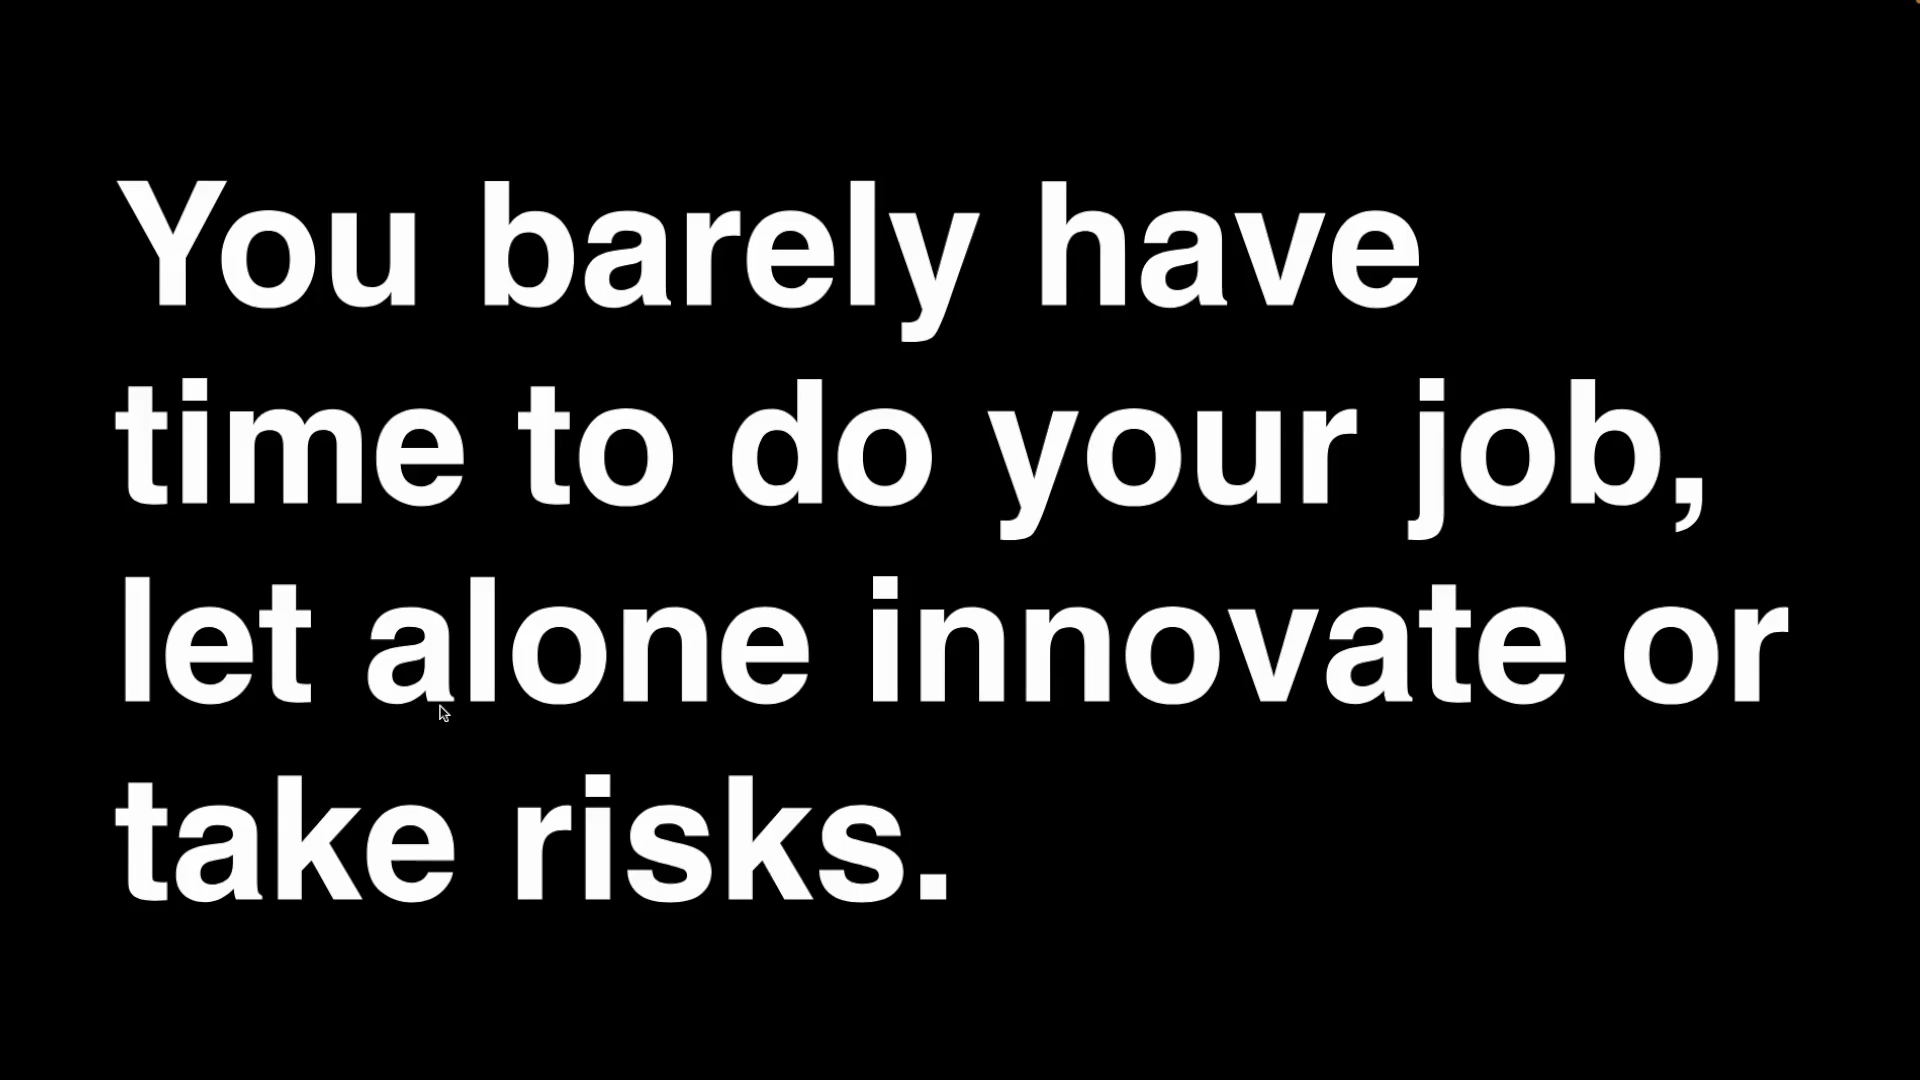 You barely have
time to do your job,
let alone innovate or
take risks.